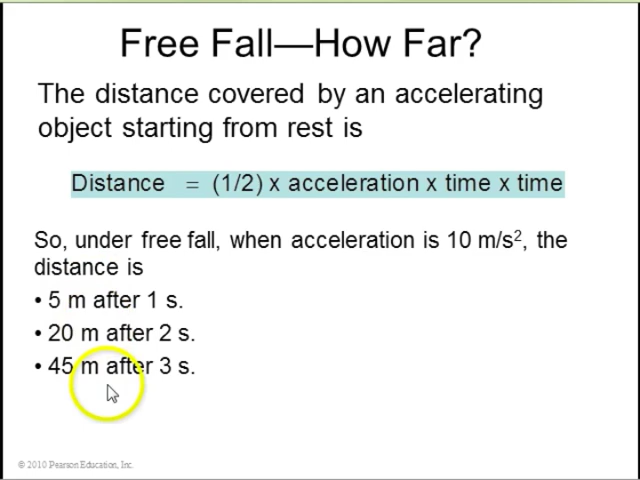 Free Fall—How Far?
The distance covered by an accelerating
object starting from rest is
Distance = (1/2) x acceleration x time x time
So, under free fall, when acceleration is 10 m/s², the
distance is
• 5 m after 1 s.
• 20 m after 2 s.
• 45 m after 3 s.
© 2010 Pearson Education, Inc.